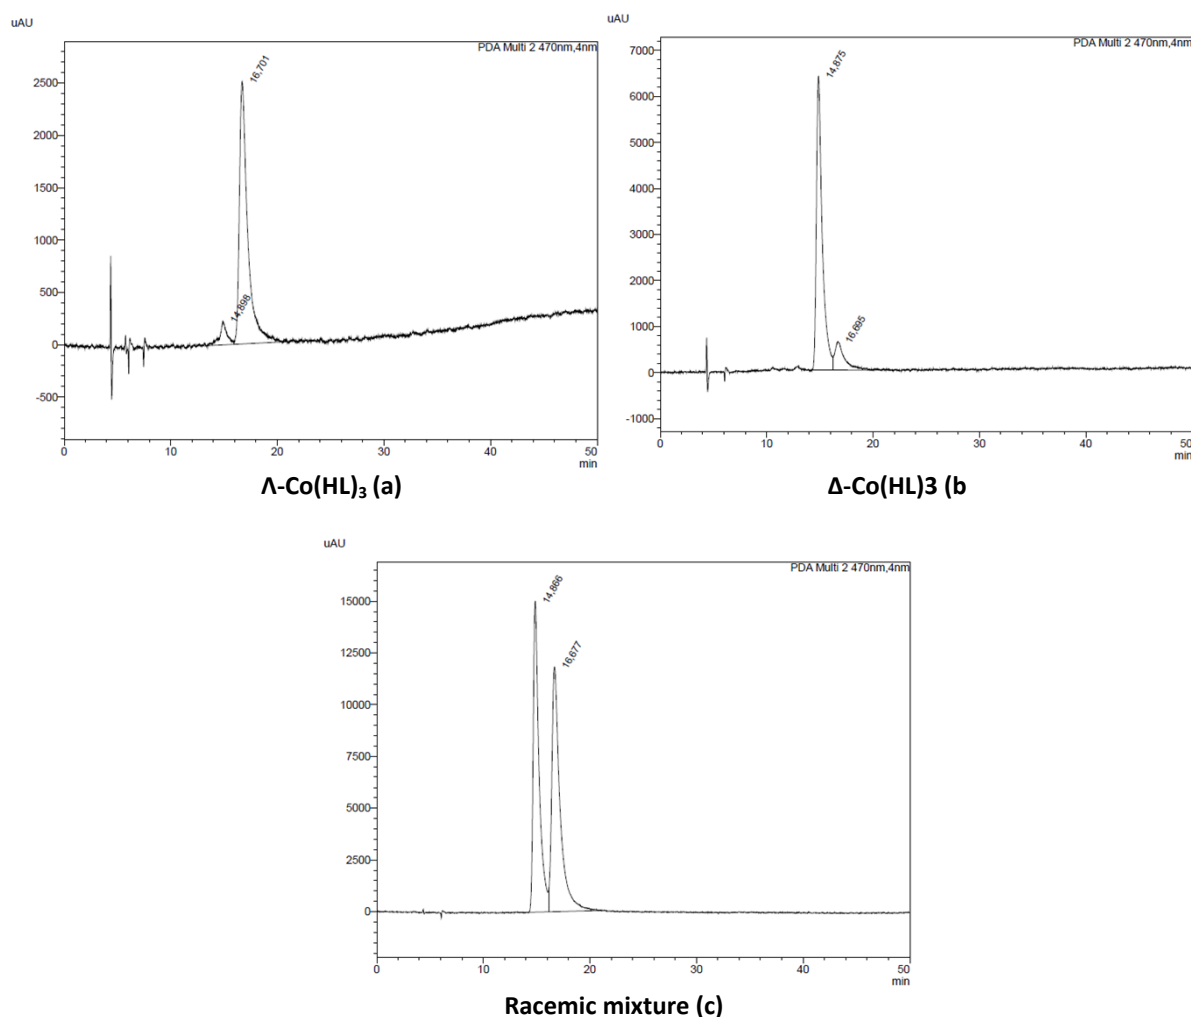 uAU
PDA Multi 2 470nm,4nm
16,701
14,898
2500
2000
1500
1000
500
0
-500
0 10 20 30 40 50
min
Λ-Co(HL)₃ (a)
uAU
PDA Multi 2 470nm,4nm
14,875
16,695
7000
6000
5000
4000
3000
2000
1000
0
-1000
0 10 20 30 40 50
min
Δ-Co(HL)3 (b
uAU
PDA Multi 2 470nm,4nm
14,866
16,677
15000
12500
10000
7500
5000
2500
0
0 10 20 30 40 50
min
Racemic mixture (c)